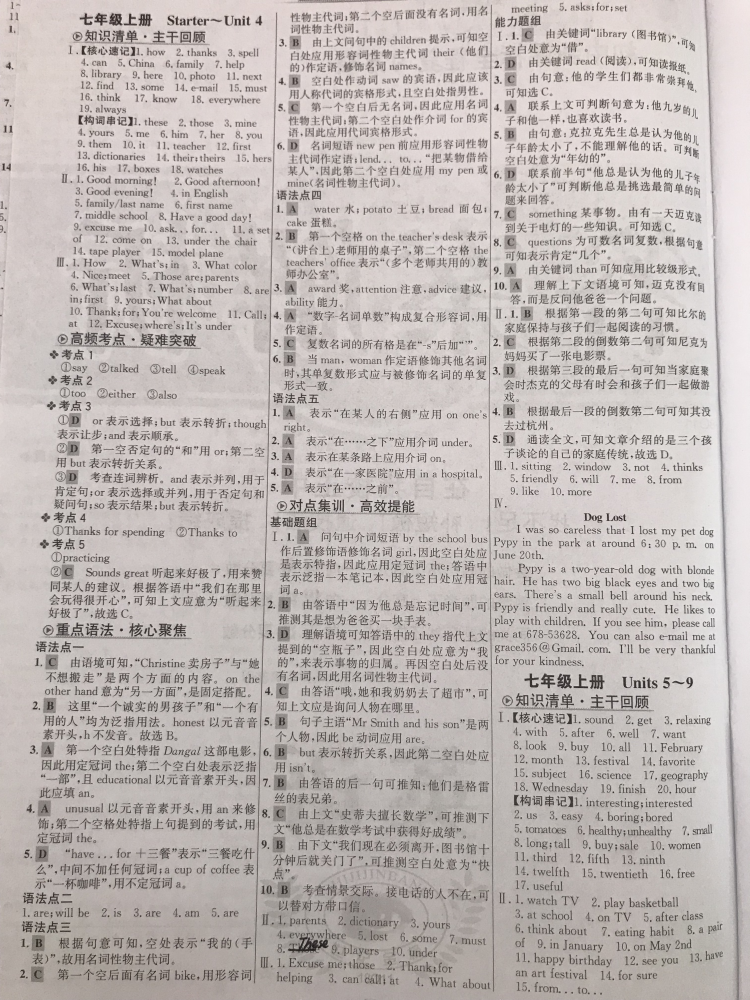 七年级上册 Starter～Unit 4
知识清单·主干回顾
Ⅰ.【核心速记】1. how 2. thanks 3. spell
4. can 5. China 6. family 7. help
8. library 9. here 10. photo 11. next
12. find 13. some 14. e-mail 15. must
16. think 17. know 18. everywhere
19. always
【构词串记】1. these 2. those 3. mine
4. yours 5. me 6. him 7. her 8. you
9. them 10. it 11. teacher 12. first
13. dictionaries 14. their;theirs 15. hers
16. his 17. boxes 18. watches
Ⅱ. 1. Good morning! 2. Good afternoon!
3. Good evening! 4. in English
5. family/last name 6. first name
7. middle school 8. Have a good day!
9. excuse me 10. ask… for… 11. a set
of 12. come on 13. under the chair
14. tape player 15. model plane
Ⅲ. 1. How 2. What's; in 3. What color
4. Nice;meet 5. Those are;parents
6. What's;last 7. What's;number 8. are
in;first 9. yours;What about
10. Thank;for;You're welcome 11. Call;
at 12. Excuse;where's;It's under
高频考点·疑难突破
考点 1
①say ②talked ③tell ④speak
考点 2
①too ②either ③also
考点 3
①D or 表示选择;but 表示转折;though
表示让步;and 表示顺承。
②D 第一空否定句的“和”用 or;第二空
用 but 表示转折关系。
③D 考查连词辨析。and 表示并列,用于
肯定句;or 表示选择或并列,用于否定句和
疑问句;so 表示结果;but 表示转折。
考点 4
①Thanks for spending ②Thanks to
考点 5
①practicing
②C Sounds great 听起来好极了,用来赞
同某人的建议。根据答语中“我们在那里
会玩得很开心”,可知上文应意为“听起来
好极了”,故选 C。
重点语法·核心聚焦
语法点一
1. C 由语境可知,“Christine 卖房子”与“她
不想搬走”是两个方面的内容。on the
other hand 意为“另一方面”,是固定搭配。
2. B 这里“一个诚实的男孩子”和“一个有
用的人”均为泛指用法。honest 以元音音
素开头,h 不发音。故选 B。
3. A 第一个空白处特指 Dangal 这部电影,
因此用定冠词 the;第二个空白处表示泛指
“一部”,且 educational 以元音音素开头,因
此应填 an。
4. A unusual 以元音音素开头,用 an 来修
饰;第二个空格处特指上句提到的考试,用
定冠词 the。
5. D “have … for ＋三餐”表示“三餐吃什
么”,中间不加任何冠词;a cup of coffee 表
示“一杯咖啡”,用不定冠词 a。
语法点二
1. are;will be 2. is 3. are 4. am 5. are
语法点三
1. B 根据句意可知,空处表示“我的(手
表)”,故用名词性物主代词。
2. C 第一个空后面有名词 bike,用形容词
性物主代词;第二个空后面没有名词,用名
词性物主代词。
3. B 由上文问句中的 children 提示,可知空
白处应用形容词性物主代词 their (他们
的)作定语,修饰名词 names。
4. B 空白处作动词 saw 的宾语,因此应该
用人称代词的宾格形式,且空白处指男性。
5. C 第一个空白后无名词,因此应用名词
性物主代词;第二个空白处作介词 for 的宾
语,因此应用代词宾格形式。
6. D 名词短语 new pen 前应用形容词性物
主代词作定语;lend… to…“把某物借给
某人”,因此第二个空白处应用 my pen 或
mine(名词性物主代词)。
语法点四
1. A water 水; potato 土豆; bread 面包;
cake 蛋糕。
2. B 第一个空格 on the teacher's desk 表示
“(讲台上)老师用的桌子”,第二个空格 the
teachers' office 表示“(多个老师共用的)教
师办公室”。
3. A award 奖,attention 注意,advice 建议,
ability 能力。
4. A “数字-名词单数”构成复合形容词,用
作定语。
5. C 复数名词的所有格是在“-s”后加“'”。
6. B 当 man, woman 作定语修饰其他名词
时,其单复数形式应与被修饰名词的单复
形式一致。
语法点五
1. A 表示“在某人的右侧”应用 on one's
right。
2. A 表示“在……之下”应用介词 under。
3. A 表示在某条路上应用介词 on。
4. D 表示“在一家医院”应用 in a hospital。
5. A 表示“在……之前”。
对点集训·高效提能
基础题组
Ⅰ. 1. A 问句中介词短语 by the school bus
作后置修饰语修饰名词 girl,因此空白处应
是表示特指,因此应用定冠词 the;答语中
表示泛指一本笔记本,因此空白处应用冠
词 a。
2. B 由答语中“因为他总是忘记时间”,可
推测其是想为爸爸买一块手表。
3. D 理解语境可知答语中的 they 指代上文
提到的“空瓶子”,因此空白处应意为“我
的”,来表示事物的归属。再因空白处后没
有名词,因此用名词性物主代词。
4. C 由答语“哦,她和我奶奶去了超市”,可
知上文应是询问人物在哪里。
5. B 句子主语“Mr Smith and his son”是两
个人物,因此 be 动词应用 are。
6. B but 表示转折关系,因此第二空白处应
用 isn't。
7. B 由答语的后一句可推知:他们是格雷
丝的表兄弟。
8. C 由上文“史蒂夫擅长数学”,可推测下
文“他总是在数学考试中获得好成绩”。
9. B 由下文“我们现在必须离开,图书馆十
分钟后就关门了”,可推测空白处意为“快
点”。
10. B 考查情景交际。接电话的人不在,可
以替对方带口信。
Ⅱ. 1. parents 2. dictionary 3. yours
4. everywhere 5. lost 6. some 7. must
8. These 9. players 10. under
Ⅲ. 1. Excuse me;those 2. Thank;for
helping 3. can call;at 4. What about
meeting 5. asks;for;set
能力题组
Ⅰ. 1. C 由关键词“library (图书馆)”,可知
空白处意为“借”。
2. D 由关键词 read (阅读),可知读报纸。
3. C 由句意:他的学生们都非常崇拜他,
可知选 C。
4. A 联系上文可判断句意为:他九岁的儿
子和他一样,也喜欢读书。
5. B 由句意:克拉克先生总是认为他的儿
子年龄太小了,不能理解他的话。可判断
空白处意为“年幼的”。
6. D 根据前半句“他总是认为他的儿子年
龄太小了”可判断他总是挑选最简单的问
题来回答。
7. C something 某事物。由有一天迈克读
到关于电灯的一些知识。可知选 C。
8. C questions 为可数名词复数,根据句意
可知表示肯定“几个”。
9. A 由关键词 than 可知应用比较级形式。
10. A 理解上下文语境可知,迈克没有回
答,而是反问他爸爸一个问题。
Ⅱ. 1. B 根据第一段的第二句可知比尔的
家庭保持与孩子们一起阅读的习惯。
2. C 根据第二段的倒数第二句可知尼克为
妈妈买了一张电影票。
3. D 根据第三段的最后一句可知当家庭聚
会时杰克的父母有时会和孩子们一起做游
戏。
4. B 根据最后一段的倒数第二句可知其没
去过杭州。
5. D 通读全文,可知文章介绍的是三个孩
子谈论的自己的家庭传统,故选 D。
Ⅲ. 1. sitting 2. window 3. not 4. thinks
5. friendly 6. will 7. me 8. from
9. like 10. more
Ⅳ.
Dog Lost
I was so careless that I lost my pet dog
Pypy in the park at around 6:30 p. m. on
June 20th.
Pypy is a two-year-old dog with blonde
hair. He has two big black eyes and two big
ears. There's a small bell around his neck.
Pypy is friendly and really cute. He likes to
play with children. If you see him, please call
me at 678-53628. You can also e-mail me at
grace356@Gmail. com. I'll be very thankful
for your kindness.
七年级上册 Units 5～9
知识清单·主干回顾
Ⅰ.【核心速记】1. sound 2. get 3. relaxing
4. with 5. after 6. well 7. want
8. look 9. buy 10. all 11. February
12. month 13. festival 14. favorite
15. subject 16. science 17. geography
18. Wednesday 19. finish 20. hour
【构词串记】1. interesting;interested
2. us 3. easy 4. boring;bored
5. tomatoes 6. healthy;unhealthy 7. small
8. long;tall 9. buy;sale 10. women
11. third 12. fifth 13. ninth
14. twelfth 15. twentieth 16. free
17. useful
Ⅱ. 1. watch TV 2. play basketball
3. at school 4. on TV 5. after class
6. think about 7. eating habit 8. a pair
of 9. in January 10. on May 2nd
11. happy birthday 12. see you 13. have
an art festival 14. for sure
15. from… to…